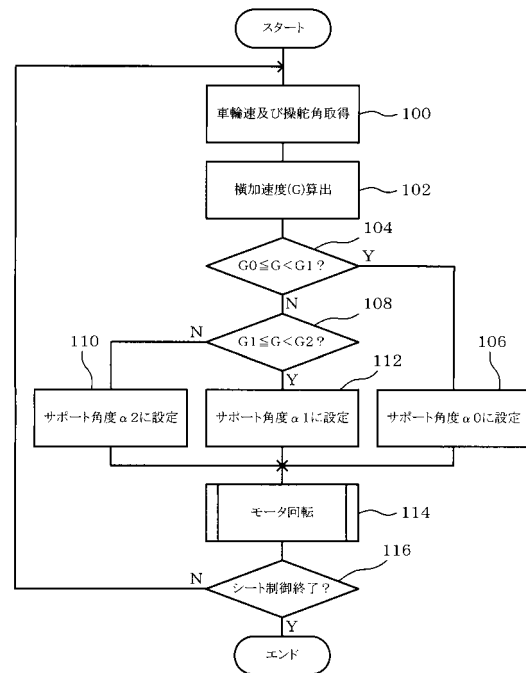 スタート
車輪速及び操舵角取得
100
横加速度(G)算出
102
104
G0≦G<G1?
Y
N
108
G1≦G<G2?
N
Y
110
112
106
サポート角度α2に設定
サポート角度α1に設定
サポート角度α0に設定
モータ回転
114
116
シート制御終了?
N
Y
エンド